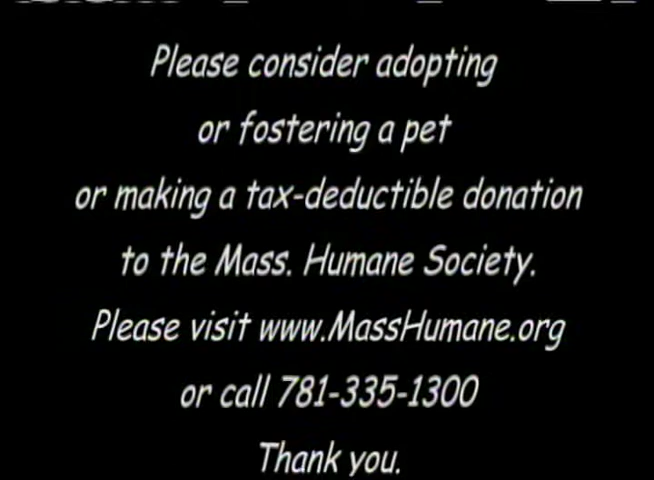 Please consider adopting
or fostering a pet
or making a tax-deductible donation
to the Mass. Humane Society.
Please visit www.MassHumane.org
or call 781-335-1300
Thank you.